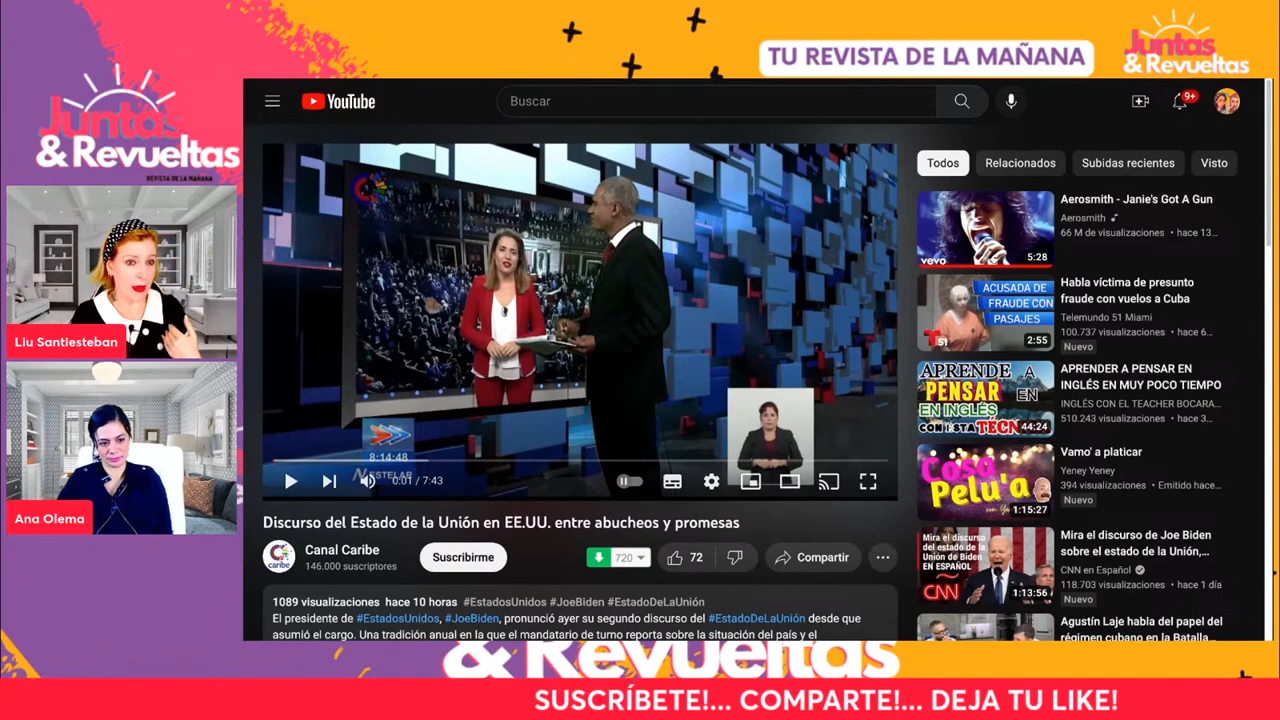 TU REVISTA DE LA MAÑANA
Juntas
& Revueltas
Juntas
& Revueltas
REVISTA DE LA MAÑANA
Liu Santiesteban
Ana Olema
YouTube
Buscar
9+
8:14:48
ESTELAR
0:01 / 7:43
Discurso del Estado de la Unión en EE.UU. entre abucheos y promesas
caribe
Canal Caribe
146.000 suscriptores
Suscribirme
720
72
Compartir
1089 visualizaciones hace 10 horas #EstadosUnidos #JoeBiden #EstadoDeLaUnión
El presidente de #EstadosUnidos, #JoeBiden, pronunció ayer su segundo discurso del #EstadoDeLaUnión desde que
asumió el cargo. Una tradición anual en la que el mandatario de turno reporta sobre la situación del país y el
Todos
Relacionados
Subidas recientes
Visto
vevo
5:28
Aerosmith - Janie's Got A Gun
Aerosmith
66 M de visualizaciones • hace 13...
ACUSADA DE
FRAUDE CON
PASAJES
51
2:55
Habla víctima de presunto
fraude con vuelos a Cuba
Telemundo 51 Miami
100.737 visualizaciones • hace 6...
Nuevo
APRENDE A
PENSAR EN
EN INGLÉS
CON ESTA TÉCN
44:24
APRENDER A PENSAR EN
INGLÉS EN MUY POCO TIEMPO
INGLÉS CON EL TEACHER BOCARA...
510.243 visualizaciones • hace 3...
Cosa
Pelu'a
1:15:27
Vamo' a platicar
Yeney Yeney
394 visualizaciones • Emitido hace...
Nuevo
Mira el discurso
del estado de la
Unión de Biden
EN ESPAÑOL
CNN
1:13:56
Mira el discurso de Joe Biden
sobre el estado de la Unión,...
CNN en Español
118.703 visualizaciones • hace 1 día
Nuevo
Agustín Laje habla del papel del
régimen cubano en la Batalla...
& Revueltas
SUSCRÍBETE!... COMPARTE!... DEJA TU LIKE!